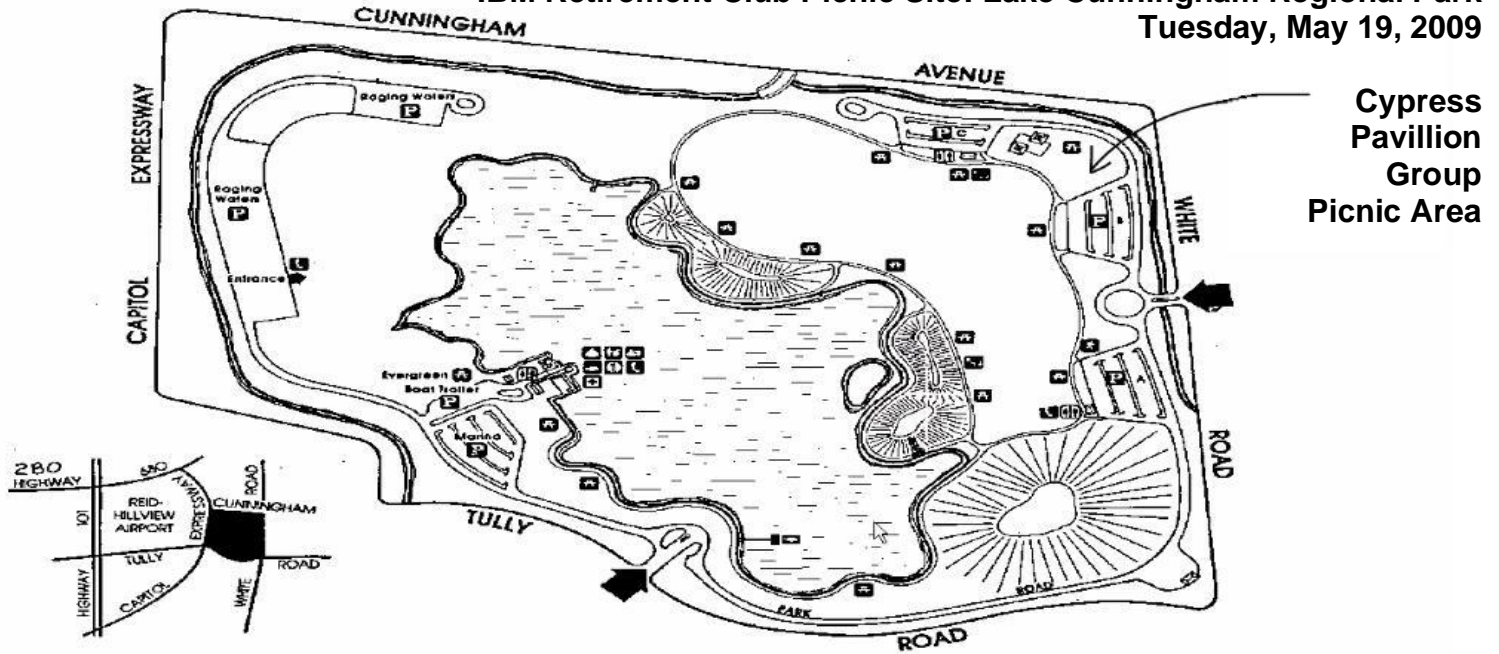 IBM Retirement Club Picnic Site: Lake Cunningham Regional Park
Tuesday, May 19, 2009
CUNNINGHAM
AVENUE
Cypress
Pavillion
Group
Picnic Area
EXPRESSWAY
CAPITOL
Raging Waters
P
Raging
Waters
P
Entrance
P C
P B
WHITE
ROAD
P A
Evergreen
Boat Trailer
P
Marina
P
TULLY
ROAD
PARK
ROAD
280
HIGHWAY
680
EXPRESSWAY
ROAD
CUNNINGHAM
101
REID-
HILLVIEW
AIRPORT
TULLY
ROAD
HIGHWAY
CAPITOL
WHITE